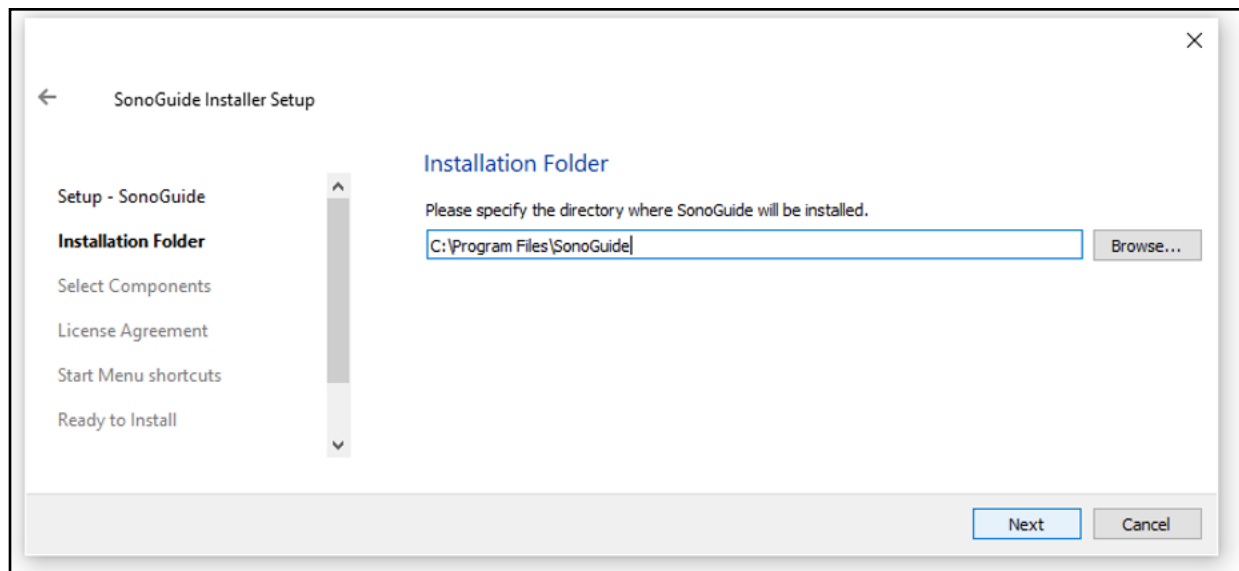 SonoGuide Installer Setup
Setup - SonoGuide
Installation Folder
Select Components
License Agreement
Start Menu shortcuts
Ready to Install
Installation Folder
Please specify the directory where SonoGuide will be installed.
C:\Program Files\SonoGuide
Browse...
Next
Cancel